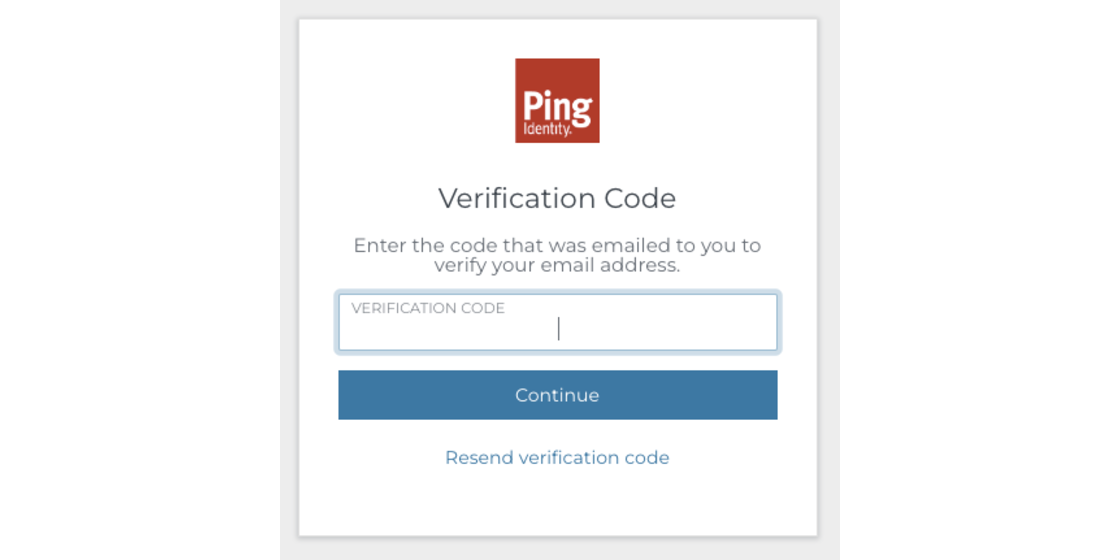 Ping
Identity.
Verification Code
Enter the code that was emailed to you to
verify your email address.
VERIFICATION CODE
Continue
Resend verification code